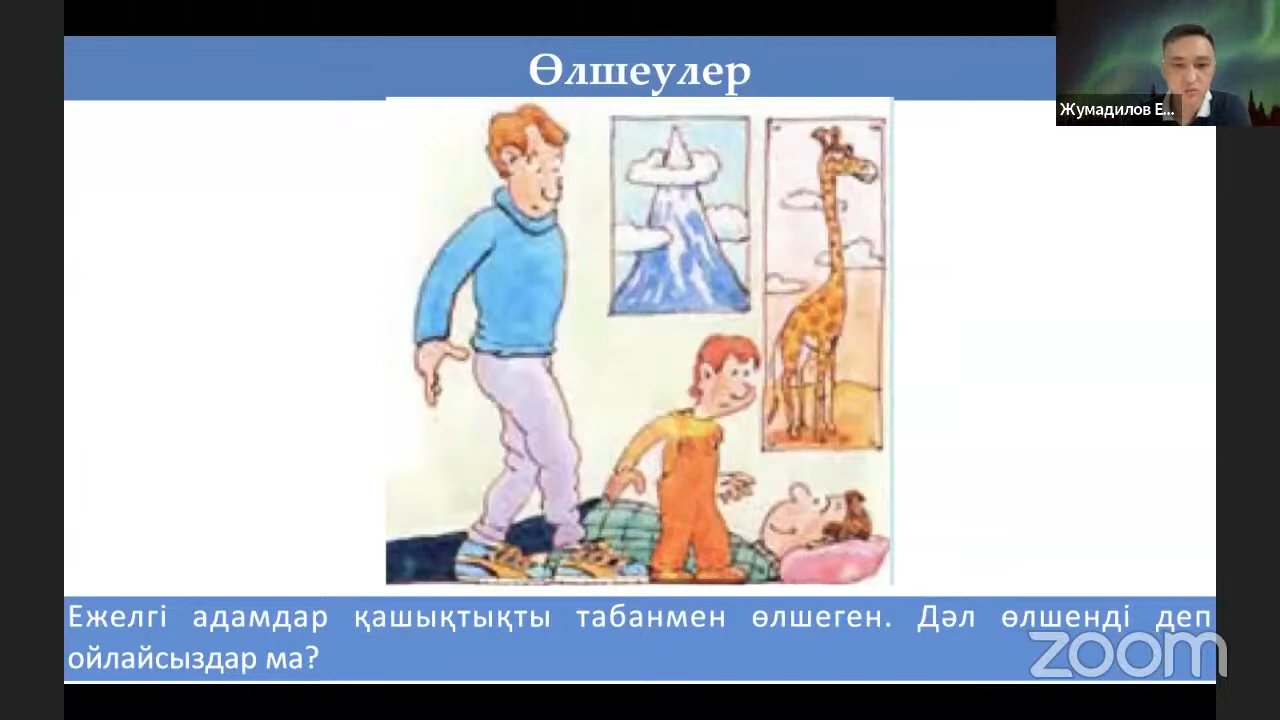 Өлшеулер
Жумадилов Е...
Ежелгі адамдар қашықтықты табанмен өлшеген. Дәл өлшенді деп
ойлайсыздар ма?
zoom